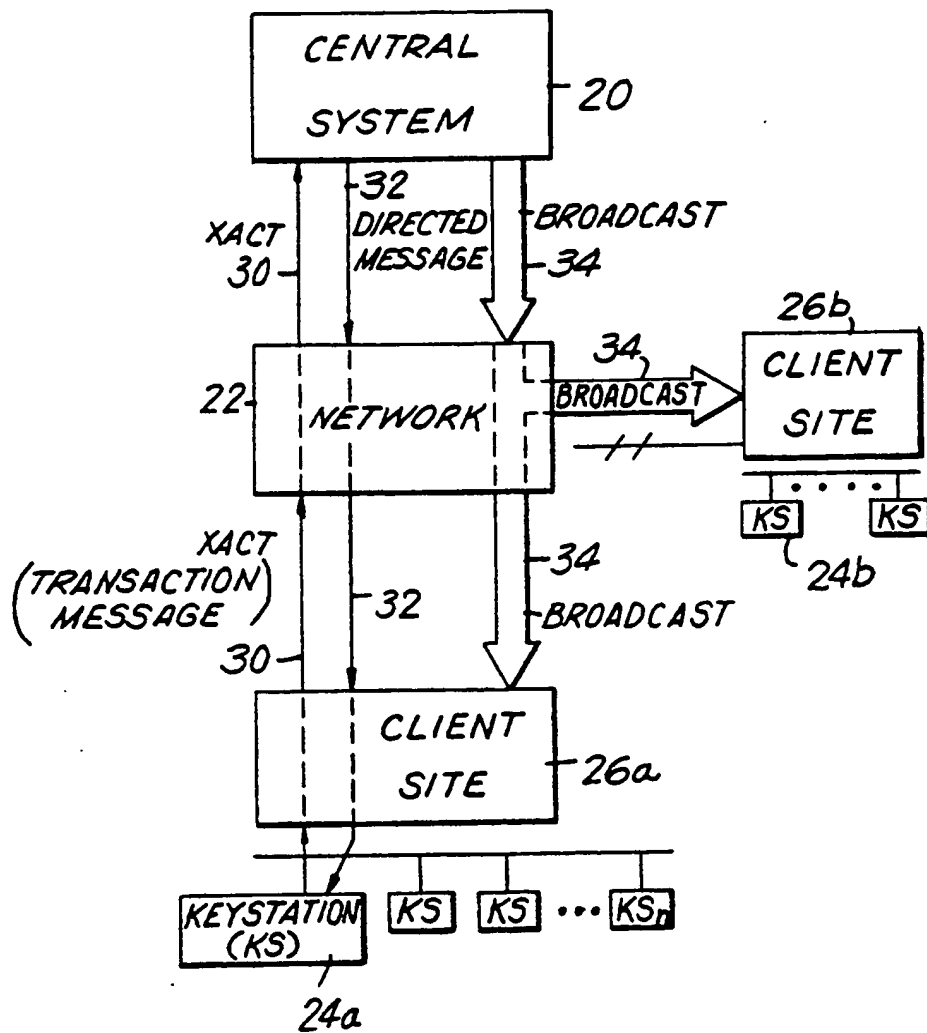 CENTRAL
SYSTEM
20
32
DIRECTED
MESSAGE
BROADCAST
34
XACT
30
26b
CLIENT
SITE
34
BROADCAST
22
NETWORK
KS
KS
24b
XACT
(TRANSACTION
MESSAGE)
30
32
34
BROADCAST
CLIENT
SITE
26a
KEYSTATION
(KS)
KS
KS
KSn
24a